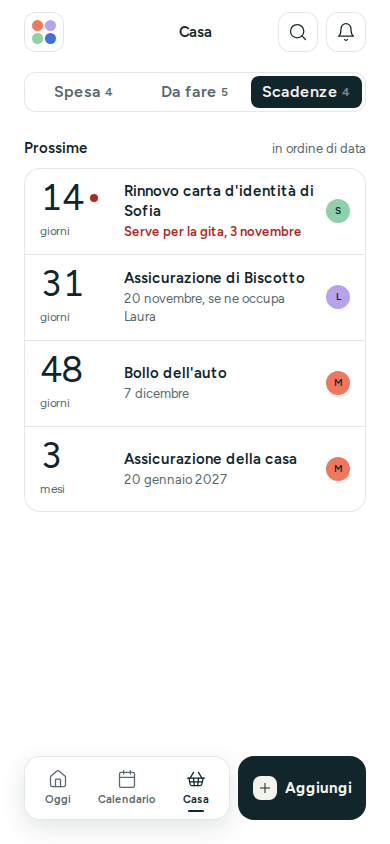 Casa
Spesa 4
Da fare 5
Scadenze 4
Prossime
in ordine di data
14
giorni
Rinnovo carta d'identità di
Sofia
Serve per la gita, 3 novembre
S
31
giorni
Assicurazione di Biscotto
20 novembre, se ne occupa
Laura
L
48
giorni
Bollo dell'auto
7 dicembre
M
3
mesi
Assicurazione della casa
20 gennaio 2027
M
Oggi
Calendario
Casa
Aggiungi